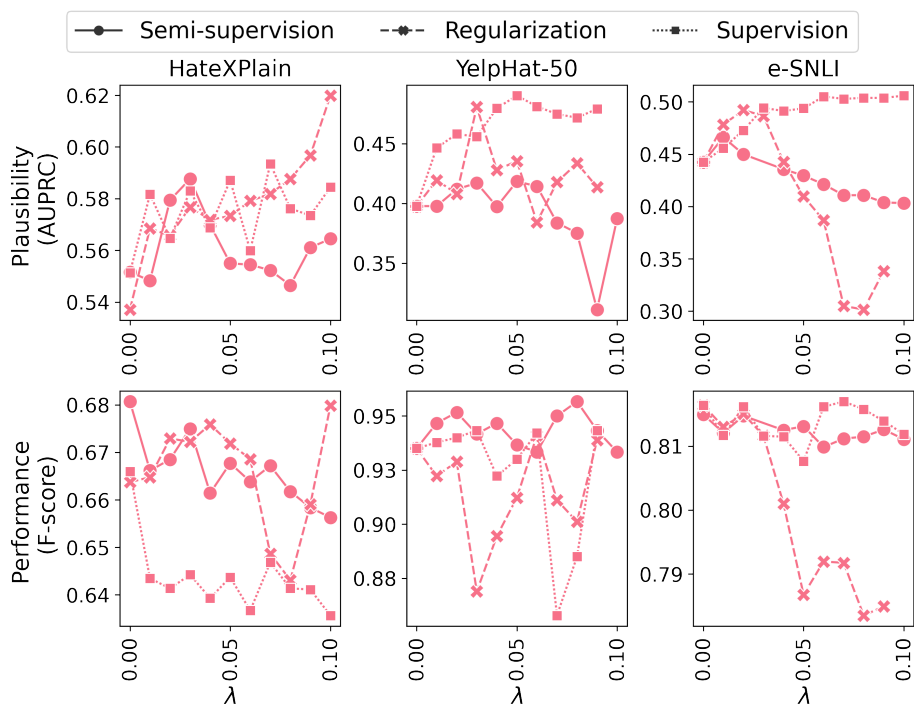 Semi-supervision Regularization Supervision
HateXPlain YelpHat-50 e-SNLI
Plausibility
(AUPRC)
0.62
0.60
0.58
0.56
0.54
0.45
0.40
0.35
0.50
0.45
0.40
0.35
0.30
0.00 0.05 0.10 0.00 0.05 0.10 0.00 0.05 0.10
Performance
(F-score)
0.68
0.67
0.66
0.65
0.64
0.95
0.93
0.90
0.88
0.81
0.80
0.79
0.00 0.05 0.10 0.00 0.05 0.10 0.00 0.05 0.10
λ λ λ